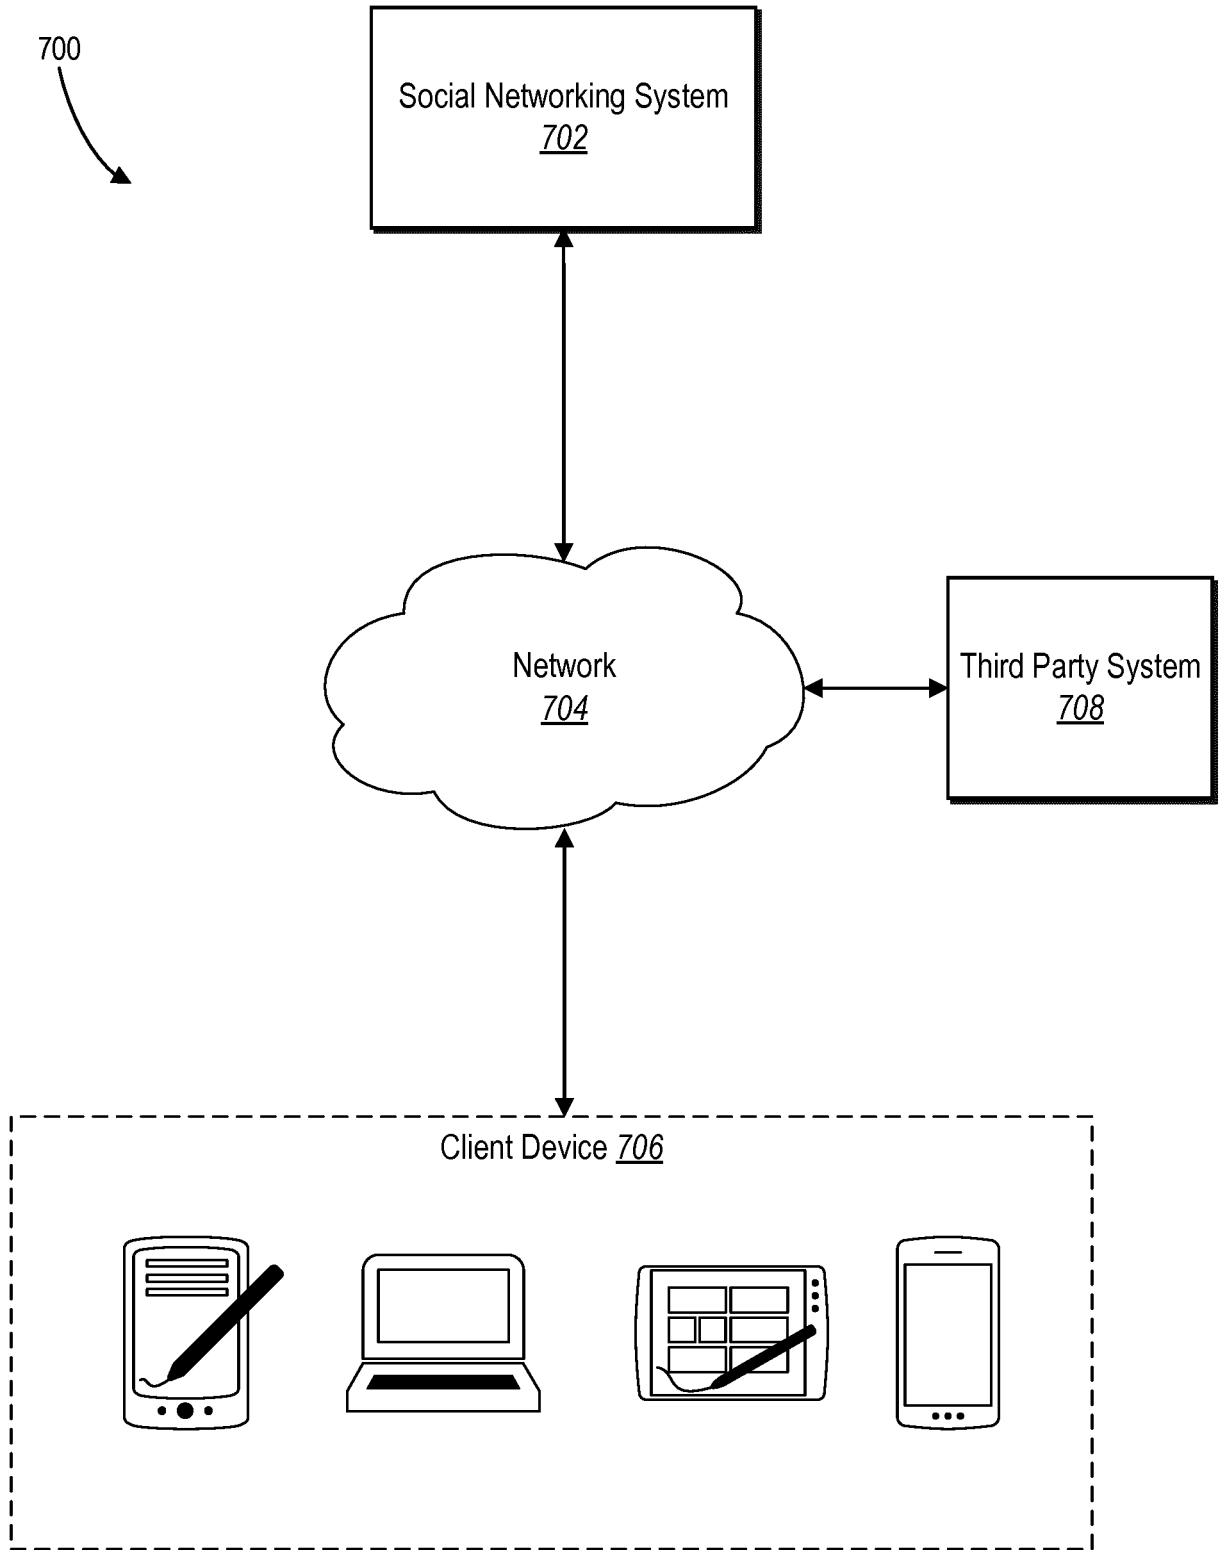 700
Social Networking System
702
Network
704
Third Party System
708
Client Device 706